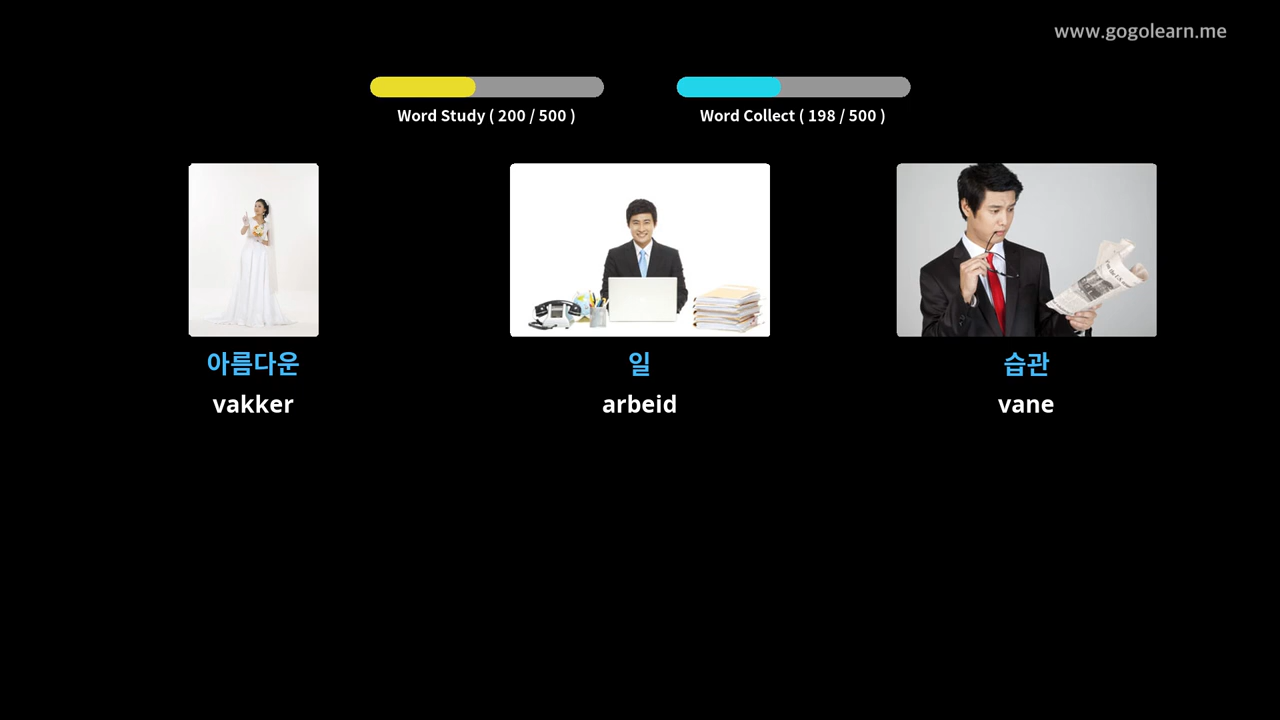 www.gogolearn.me
Word Study ( 200 / 500 )
Word Collect ( 198 / 500 )
아름다운
일
습관
vakker
arbeid
vane